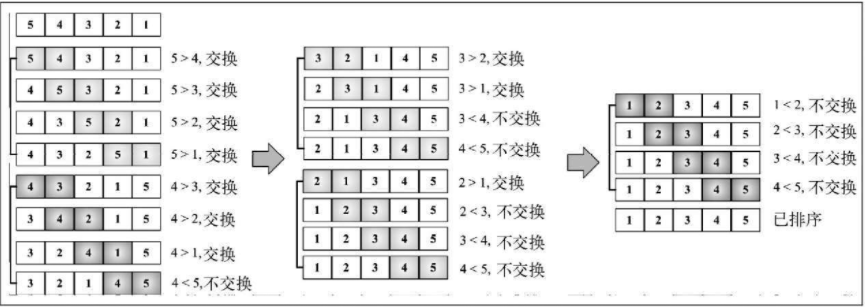 5 4 3 2 1
5 4 3 2 1 5 > 4, 交换
4 5 3 2 1 5 > 3, 交换
4 3 5 2 1 5 > 2, 交换
4 3 2 5 1 5 > 1, 交换
4 3 2 1 5 4 > 3, 交换
3 4 2 1 5 4 > 2, 交换
3 2 4 1 5 4 > 1, 交换
3 2 1 4 5 4 < 5, 不交换
3 2 1 4 5 3 > 2, 交换
2 3 1 4 5 3 > 1, 交换
2 1 3 4 5 3 < 4, 不交换
2 1 3 4 5 4 < 5, 不交换
2 1 3 4 5 2 > 1, 交换
1 2 3 4 5 2 < 3, 不交换
1 2 3 4 5 3 < 4, 不交换
1 2 3 4 5 4 < 5, 不交换
1 2 3 4 5 1 < 2, 不交换
1 2 3 4 5 2 < 3, 不交换
1 2 3 4 5 3 < 4, 不交换
1 2 3 4 5 4 < 5, 不交换
1 2 3 4 5 已排序